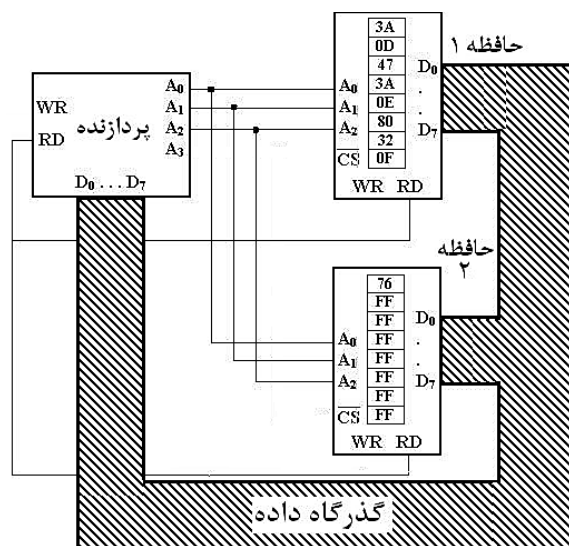 حافظه ۱
3A
0D
47
3A
0E
80
32
0F
A0
A1
A2
CS
D0
.
.
D7
WR RD
پردازنده
WR
RD
A0
A1
A2
A3
D0 . . . D7
حافظه
۲
76
FF
FF
FF
FF
FF
FF
FF
A0
A1
A2
CS
D0
.
.
D7
WR RD
گذرگاه داده